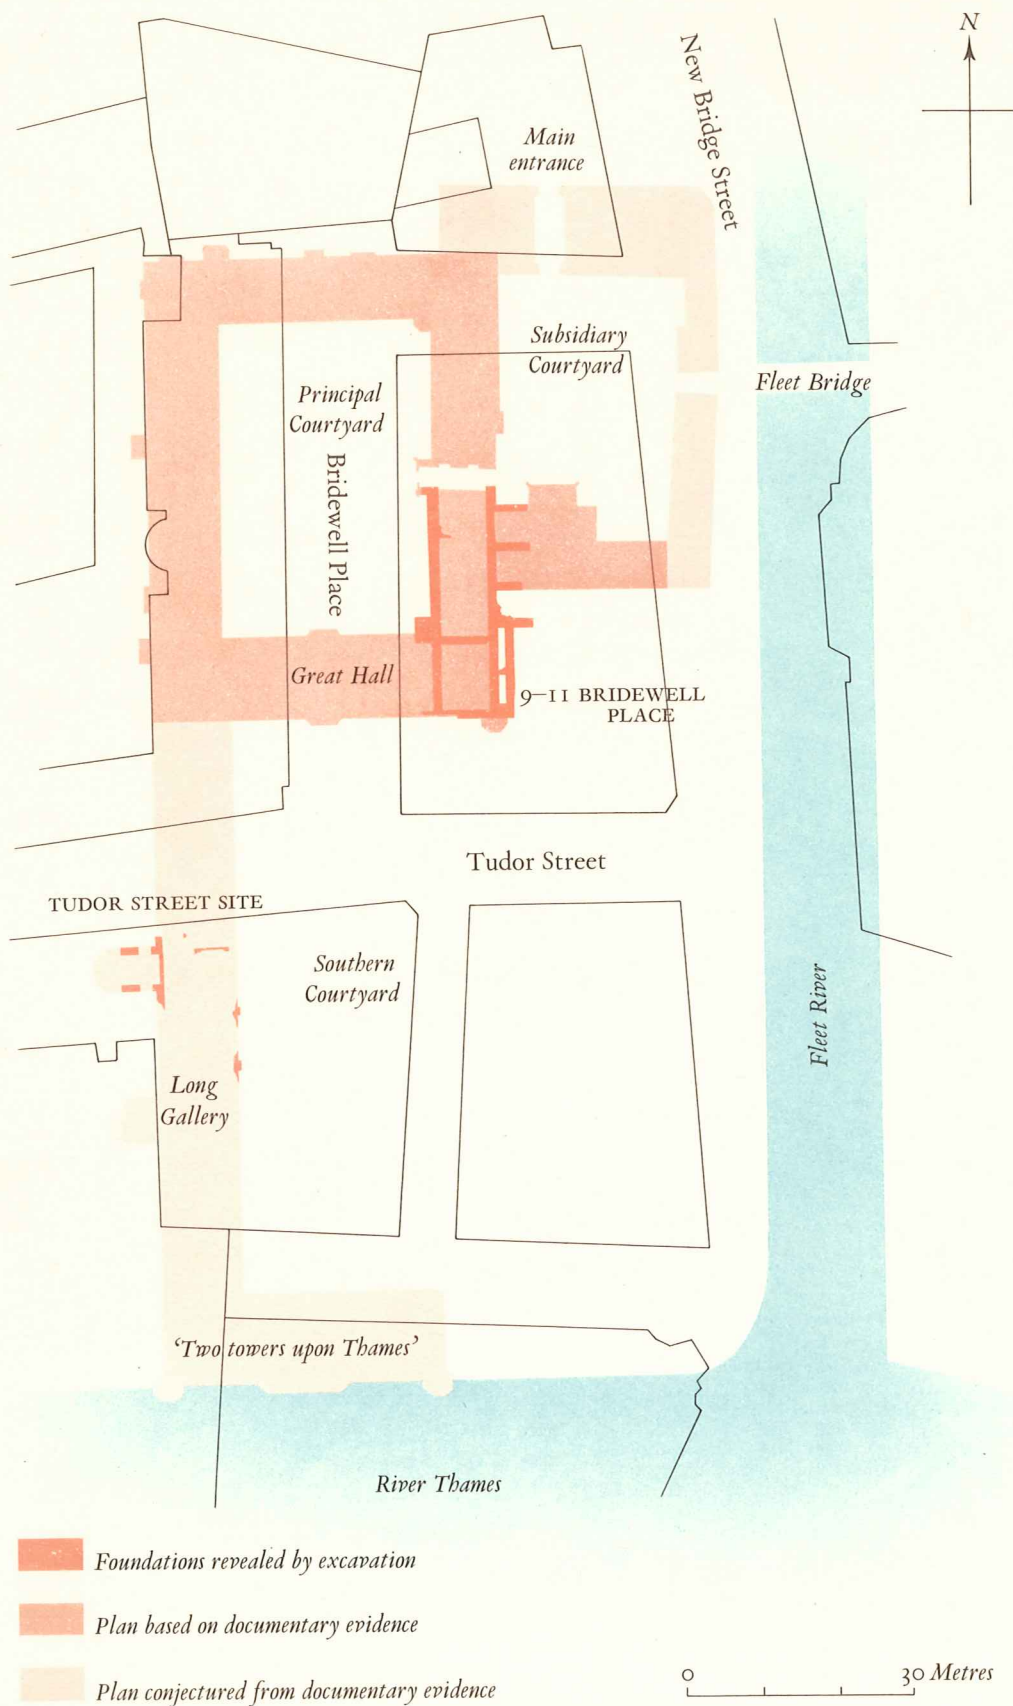 N
New Bridge Street
Main
entrance
Subsidiary
Courtyard
Fleet Bridge
Principal
Courtyard
Bridewell Place
Great Hall
9–11 BRIDEWELL
PLACE
Tudor Street
TUDOR STREET SITE
Southern
Courtyard
Fleet River
Long
Gallery
‘Two towers upon Thames’
River Thames
Foundations revealed by excavation
Plan based on documentary evidence
Plan conjectured from documentary evidence
0 30 Metres